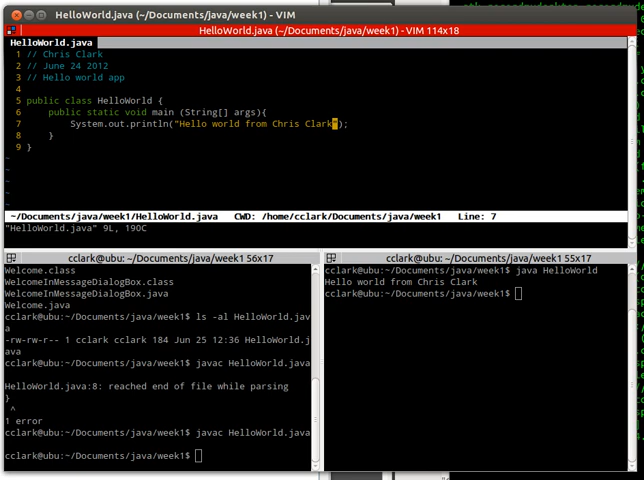 HelloWorld.java (~/Documents/java/week1) - VIM
HelloWorld.java (~/Documents/java/week1) - VIM 114x18
HelloWorld.java
1 // Chris Clark
2 // June 24 2012
3 // Hello world app
4
5 public class HelloWorld {
6 public static void main (String[] args){
7 System.out.println("Hello world from Chris Clark");
8 }
9 }
~
~
~
~
~
~/Documents/java/week1/HelloWorld.java CWD: /home/cclark/Documents/java/week1 Line: 7
"HelloWorld.java" 9L, 190C
cclark@ubu: ~/Documents/java/week1 56x17
Welcome.class
WelcomeInMessageDialogBox.class
WelcomeInMessageDialogBox.java
Welcome.java
cclark@ubu:~/Documents/java/week1$ ls -al HelloWorld.jav
a
-rw-rw-r-- 1 cclark cclark 184 Jun 25 12:36 HelloWorld.j
ava
cclark@ubu:~/Documents/java/week1$ javac HelloWorld.java
HelloWorld.java:8: reached end of file while parsing
}
^
1 error
cclark@ubu:~/Documents/java/week1$ javac HelloWorld.java
cclark@ubu:~/Documents/java/week1$
cclark@ubu: ~/Documents/java/week1 55x17
cclark@ubu:~/Documents/java/week1$ java HelloWorld
Hello world from Chris Clark
cclark@ubu:~/Documents/java/week1$